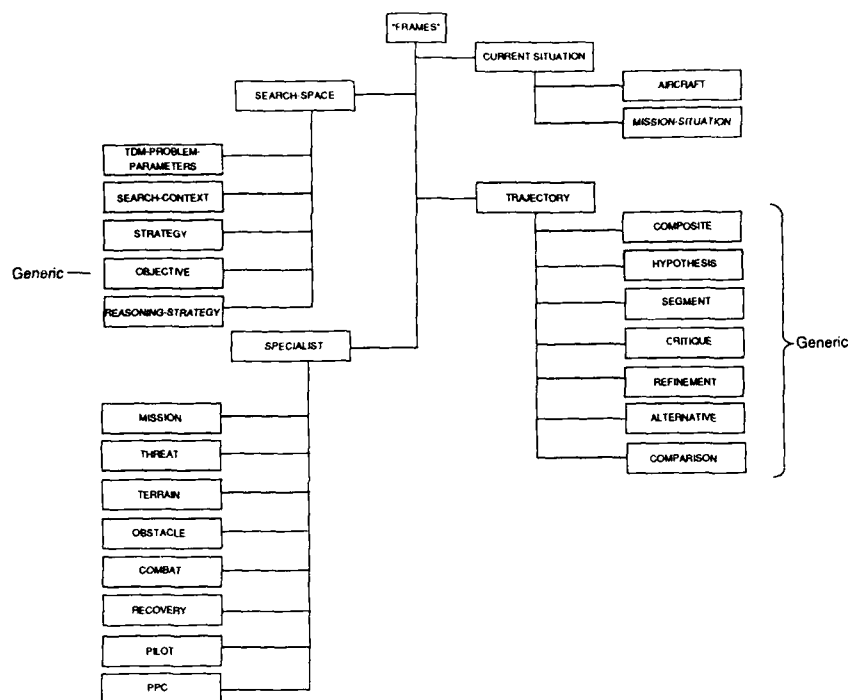 "FRAMES"
CURRENT SITUATION
AIRCRAFT
MISSION-SITUATION
SEARCH-SPACE
TDM-PROBLEM-
PARAMETERS
SEARCH-CONTEXT
STRATEGY
Generic
OBJECTIVE
REASONING-STRATEGY
TRAJECTORY
COMPOSITE
HYPOTHESIS
SEGMENT
CRITIQUE
REFINEMENT
ALTERNATIVE
COMPARISON
Generic
SPECIALIST
MISSION
THREAT
TERRAIN
OBSTACLE
COMBAT
RECOVERY
PILOT
PPC